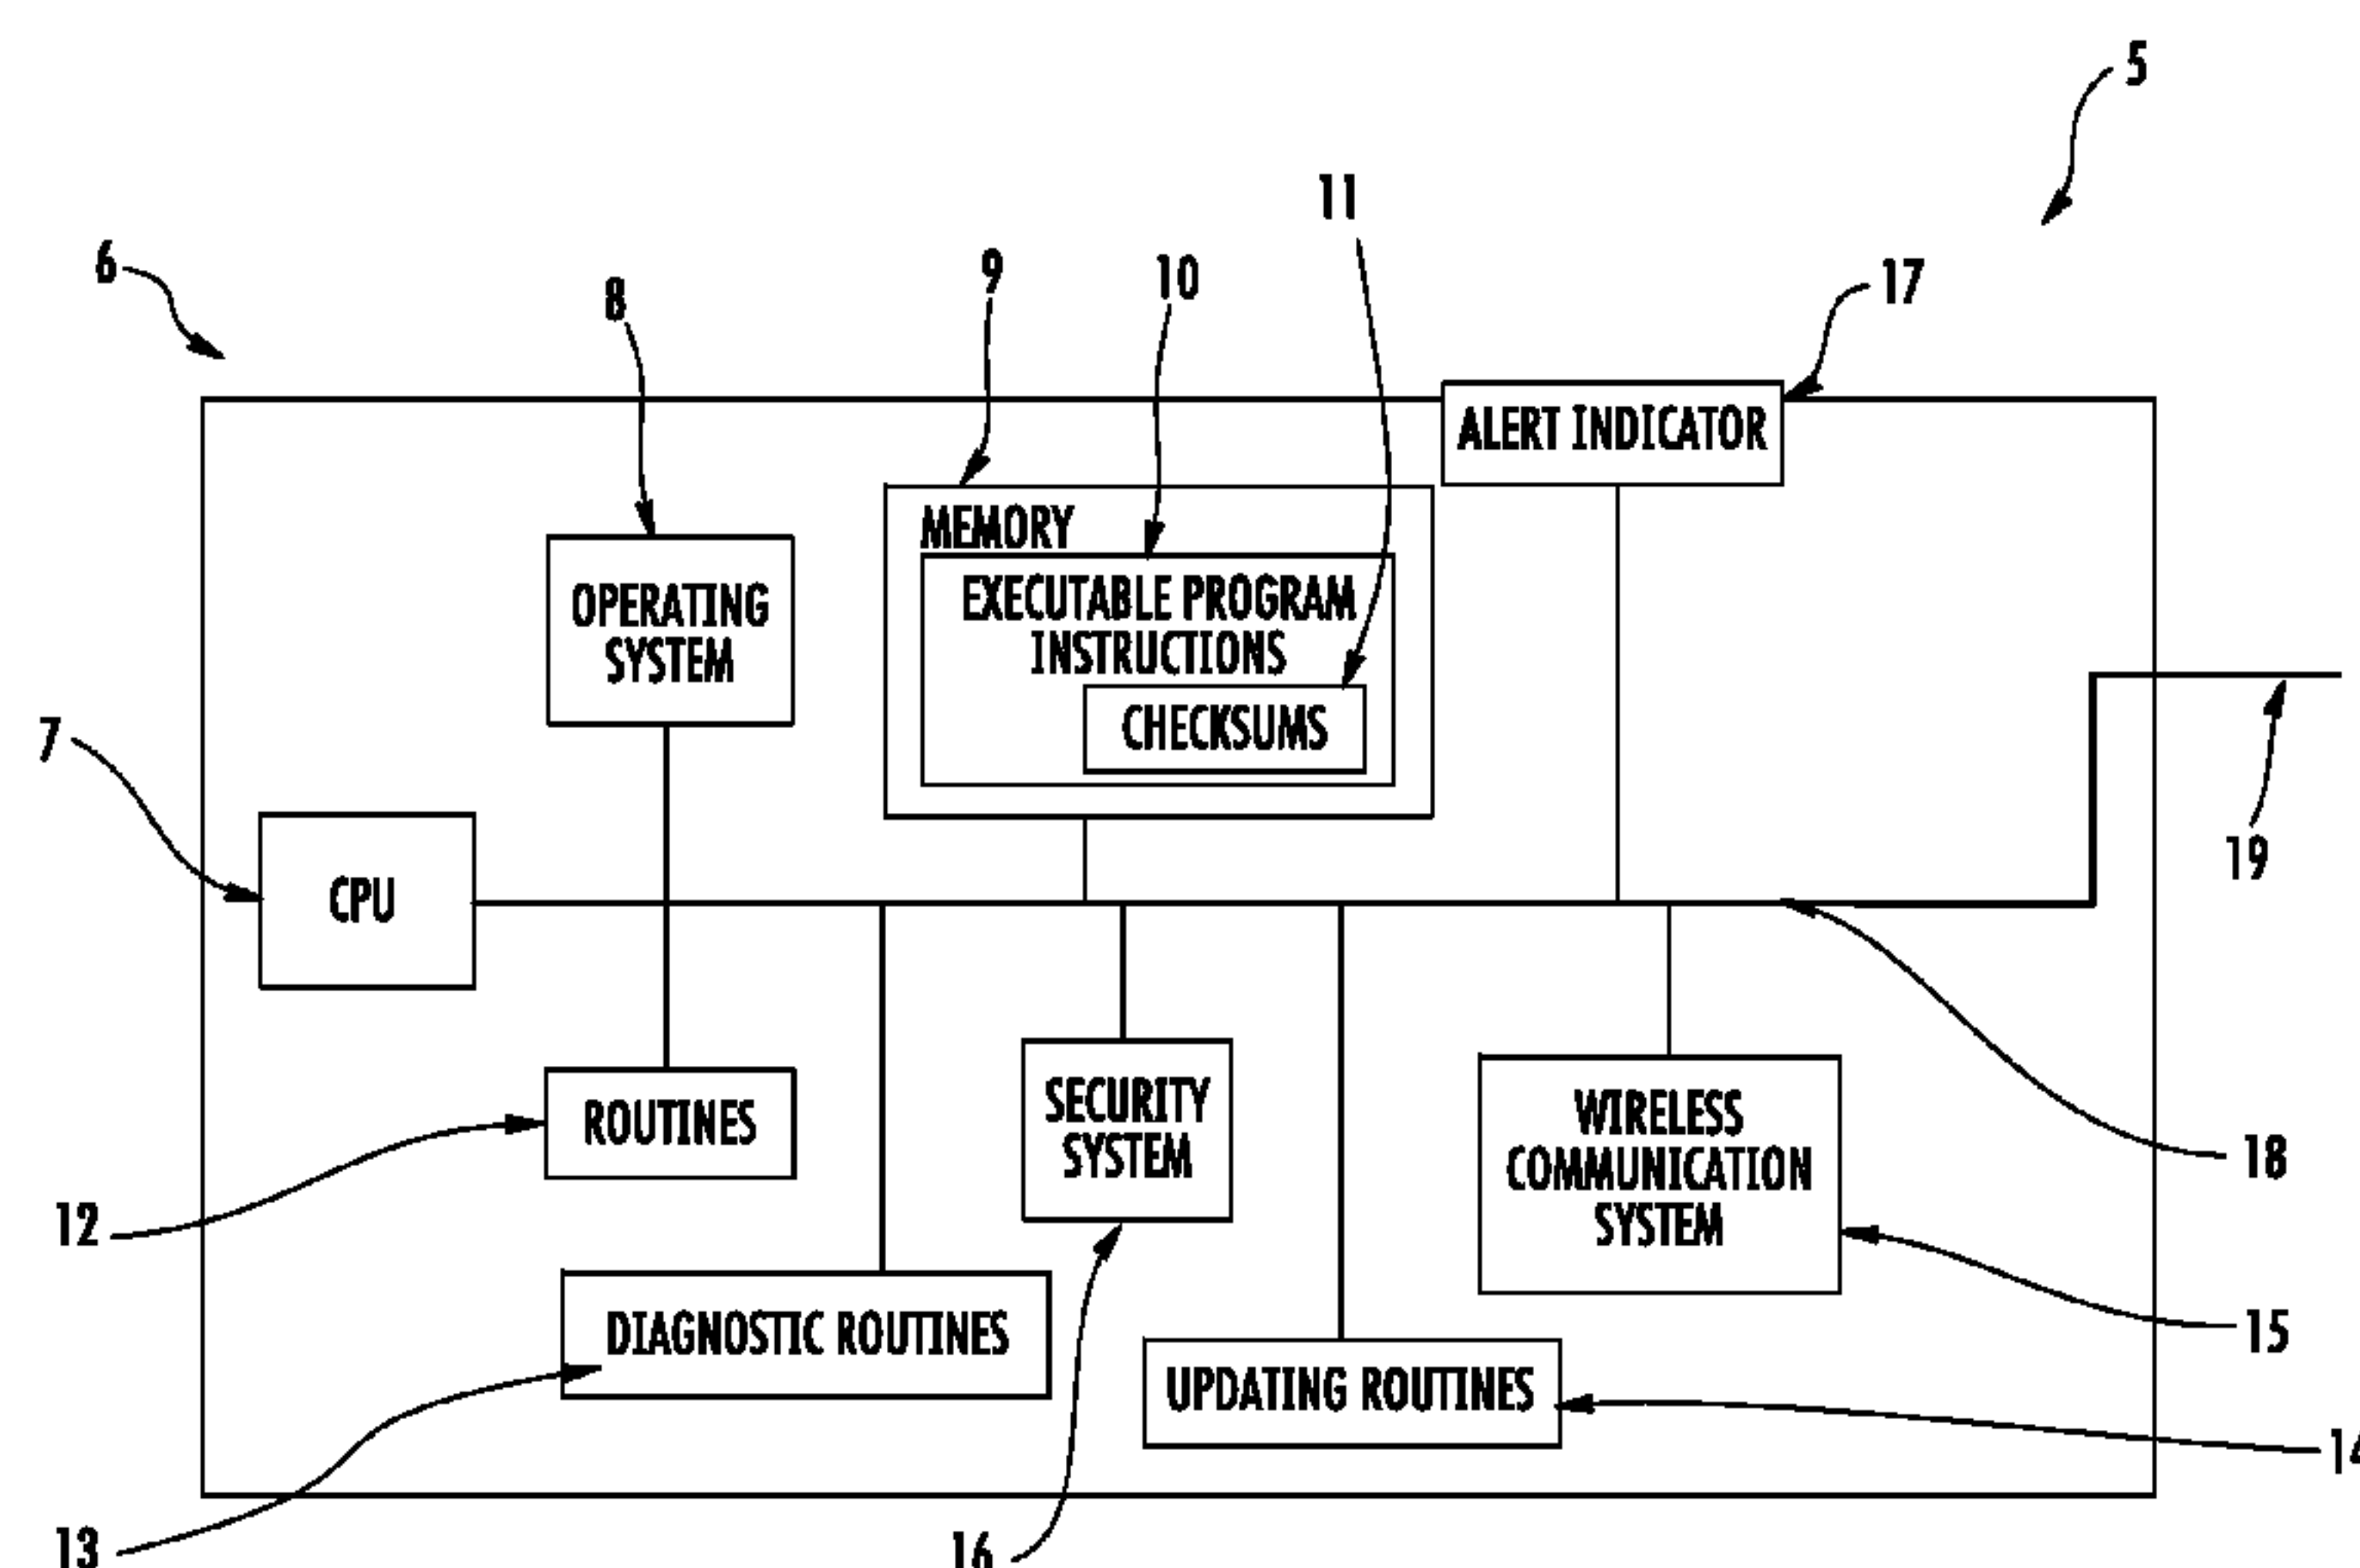 5
11
6
9
10
17
8
ALERT INDICATOR
MEMORY
EXECUTABLE PROGRAM
INSTRUCTIONS
OPERATING
SYSTEM
CHECKSUMS
7
19
CPU
SECURITY
SYSTEM
ROUTINES
WIRELESS
COMMUNICATION
SYSTEM
18
12
15
DIAGNOSTIC ROUTINES
UPDATING ROUTINES
14
13
16